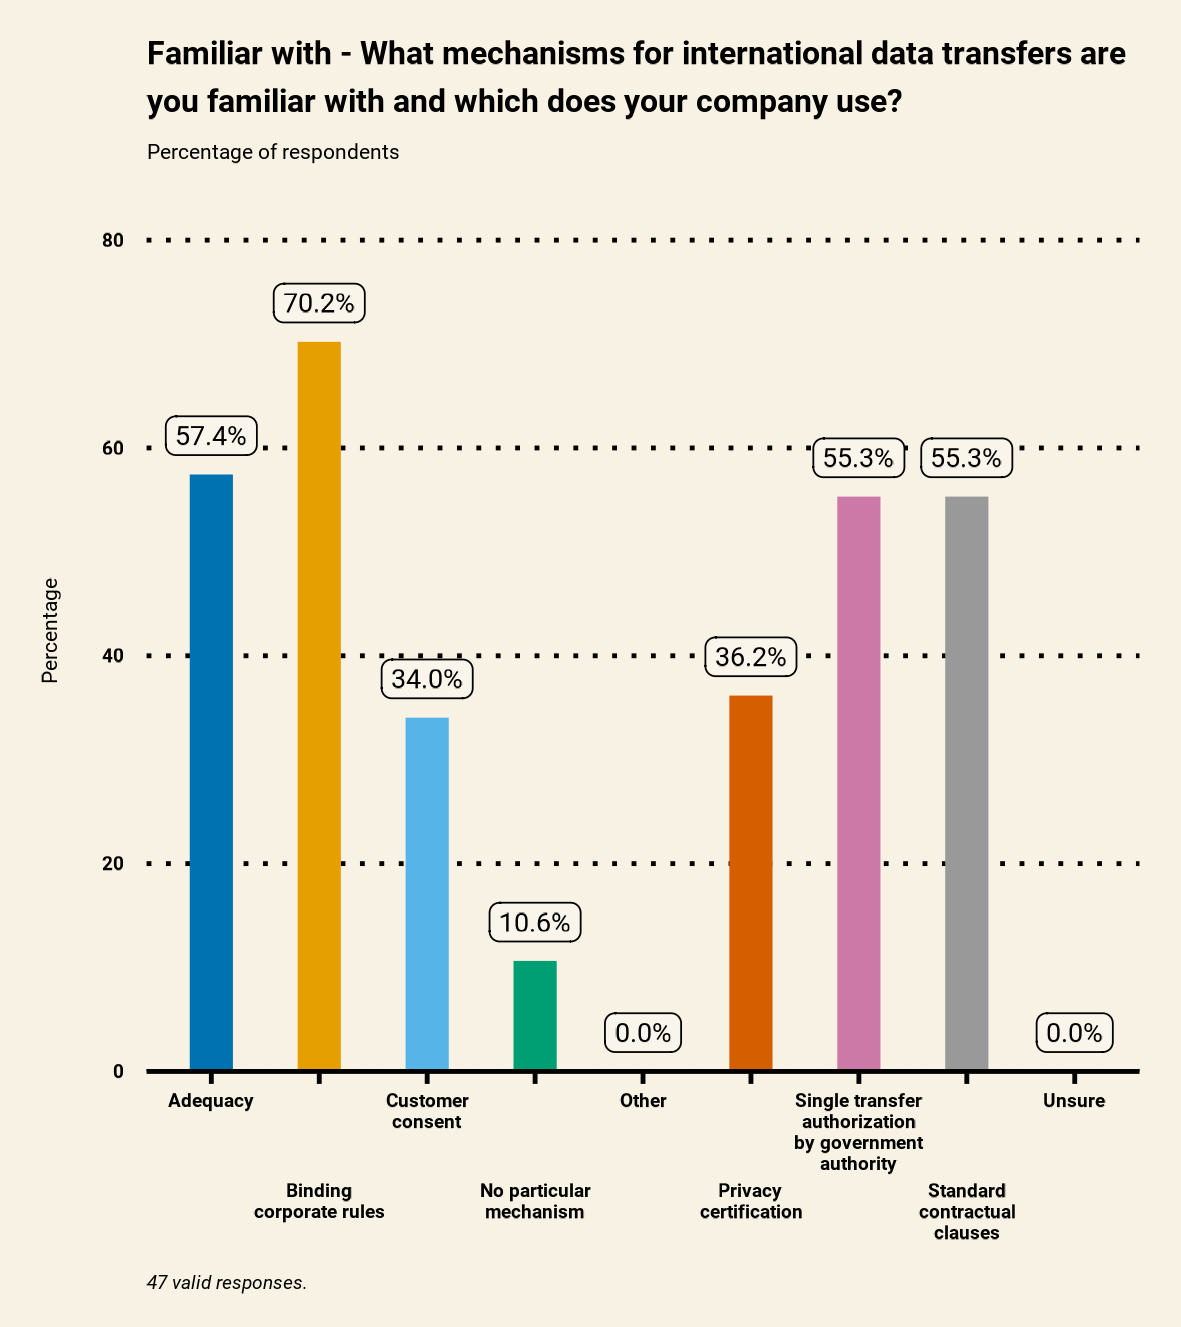 Familiar with - What mechanisms for international data transfers are
you familiar with and which does your company use?
Percentage of respondents
80
70.2%
57.4%
60
55.3%
55.3%
Percentage
40
36.2%
34.0%
20
10.6%
0.0%
0.0%
0
Adequacy
Binding
corporate rules
Customer
consent
No particular
mechanism
Other
Privacy
certification
Single transfer
authorization
by government
authority
Standard
contractual
clauses
Unsure
47 valid responses.